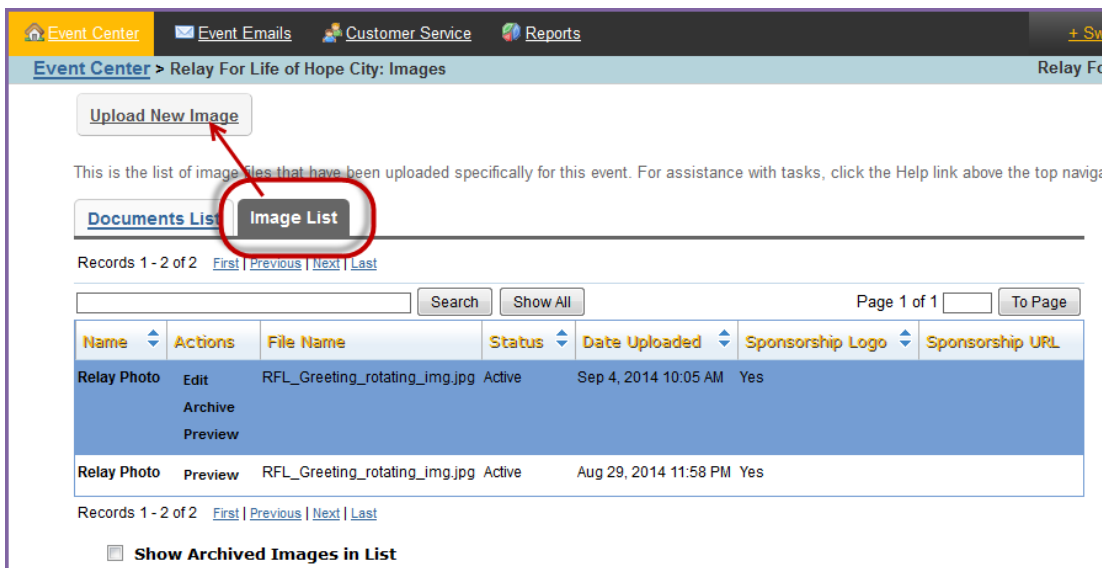 Event Center Event Emails Customer Service Reports + Sw
Event Center > Relay For Life of Hope City: Images Relay Fo
Upload New Image
This is the list of image files that have been uploaded specifically for this event. For assistance with tasks, click the Help link above the top naviga
Documents List Image List
Records 1 - 2 of 2 First | Previous | Next | Last
Search Show All Page 1 of 1 To Page
Name Actions File Name Status Date Uploaded Sponsorship Logo Sponsorship URL
Relay Photo Edit RFL_Greeting_rotating_img.jpg Active Sep 4, 2014 10:05 AM Yes
Archive
Preview
Relay Photo Preview RFL_Greeting_rotating_img.jpg Active Aug 29, 2014 11:58 PM Yes
Records 1 - 2 of 2 First | Previous | Next | Last
Show Archived Images in List